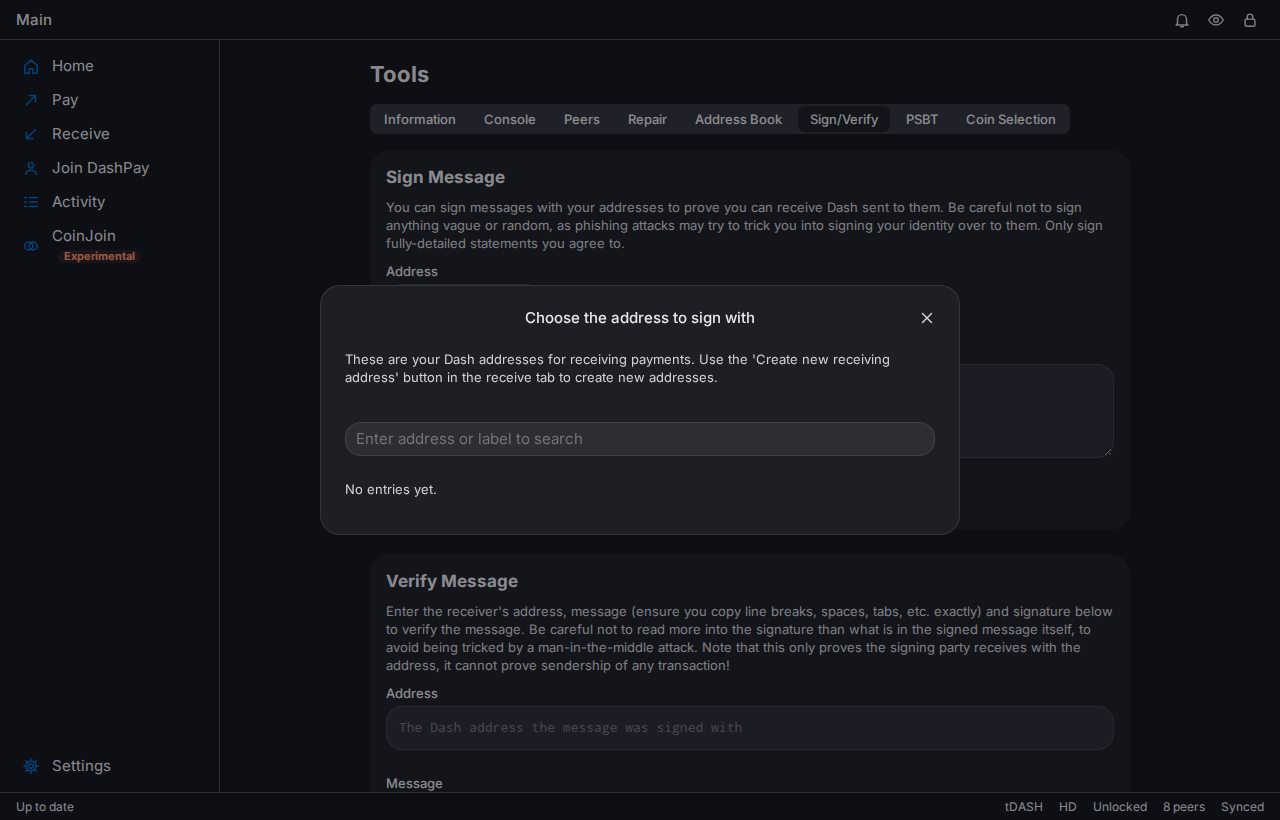 Main
Home
Pay
Receive
Join DashPay
Activity
CoinJoin
Experimental
Settings
Tools
Information Console Peers Repair Address Book Sign/Verify PSBT Coin Selection
Sign Message
You can sign messages with your addresses to prove you can receive Dash sent to them. Be careful not to sign
anything vague or random, as phishing attacks may try to trick you into signing your identity over to them. Only sign
fully-detailed statements you agree to.
Address
Choose the address to sign with
These are your Dash addresses for receiving payments. Use the 'Create new receiving
address' button in the receive tab to create new addresses.
Enter address or label to search
No entries yet.
Verify Message
Enter the receiver's address, message (ensure you copy line breaks, spaces, tabs, etc. exactly) and signature below
to verify the message. Be careful not to read more into the signature than what is in the signed message itself, to
avoid being tricked by a man-in-the-middle attack. Note that this only proves the signing party receives with the
address, it cannot prove sendership of any transaction!
Address
The Dash address the message was signed with
Message
Up to date
tDASH HD Unlocked 8 peers Synced